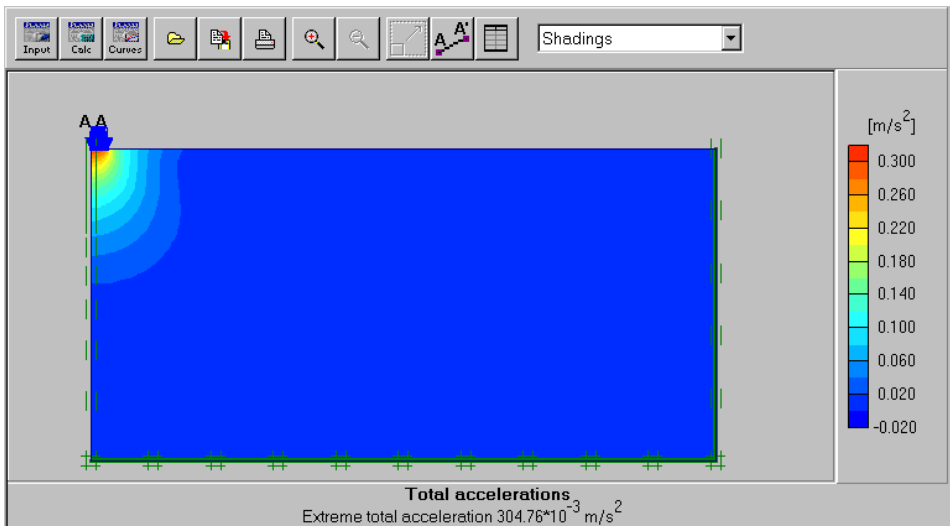 Input Calc Curves A A' Shadings
A A
[m/s²]
0.300
0.260
0.220
0.180
0.140
0.100
0.060
0.020
-0.020
Total accelerations
Extreme total acceleration 304.76*10⁻³ m/s²